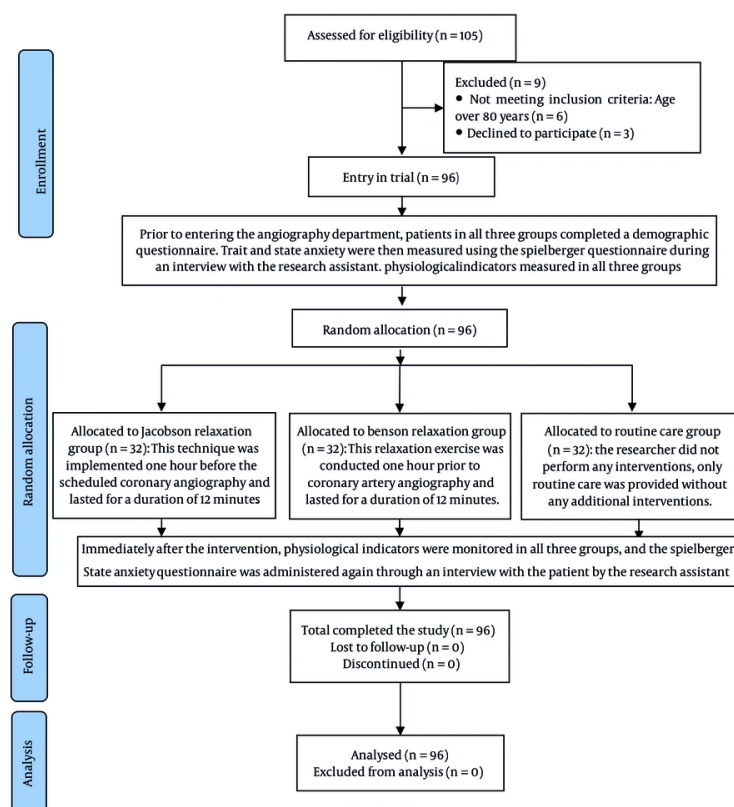 Assessed for eligibility (n = 105)
Enrollment
Excluded (n = 9)
● Not meeting inclusion criteria: Age
over 80 years (n = 6)
● Declined to participate (n = 3)
Entry in trial (n = 96)
Prior to entering the angiography department, patients in all three groups completed a demographic
questionnaire. Trait and state anxiety were then measured using the spielberger questionnaire during
an interview with the research assistant. physiologicalindicators measured in all three groups
Random allocation (n = 96)
Random allocation
Allocated to Jacobson relaxation
group (n = 32): This technique was
implemented one hour before the
scheduled coronary angiography and
lasted for a duration of 12 minutes
Allocated to benson relaxation group
(n = 32): This relaxation exercise was
conducted one hour prior to
coronary artery angiography and
lasted for a duration of 12 minutes.
Allocated to routine care group
(n = 32): the researcher did not
perform any interventions, only
routine care was provided without
any additional interventions.
Immediately after the intervention, physiological indicators were monitored in all three groups, and the spielberger
State anxiety questionnaire was administered again through an interview with the patient by the research assistant
Follow-up
Total completed the study (n = 96)
Lost to follow-up (n = 0)
Discontinued (n = 0)
Analysis
Analysed (n = 96)
Excluded from analysis (n = 0)